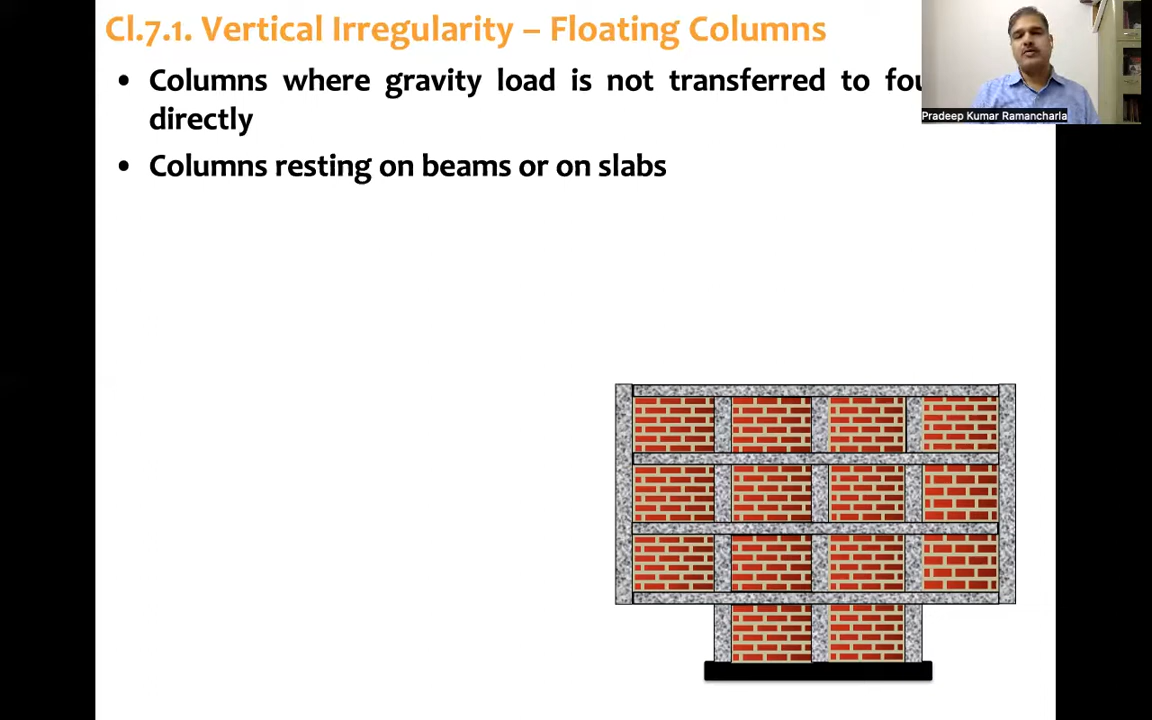 Cl.7.1. Vertical Irregularity – Floating Columns
• Columns where gravity load is not transferred to
directly
• Columns resting on beams or on slabs
Pradeep Kumar Ramancharla